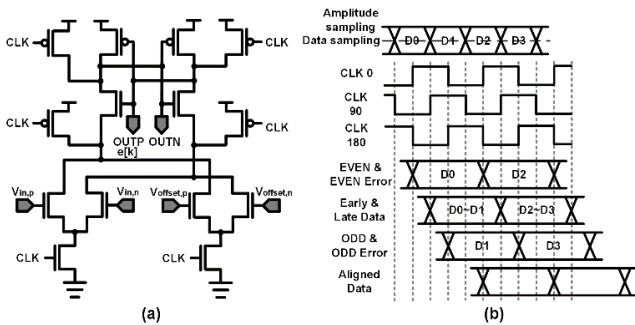 (a)
CLK
CLK
CLK
CLK
OUTP OUTN
e[k]
Vin,p
Vin,n
Voffset,p
Voffset,n
CLK
CLK
Amplitude
sampling
Data sampling
D0 D1 D2 D3
CLK 0
CLK
90
CLK
180
EVEN &
EVEN Error
D0 D2
Early &
Late Data
D0~D1 D2~D3
ODD &
ODD Error
D1 D3
Aligned
Data
(a)
(b)